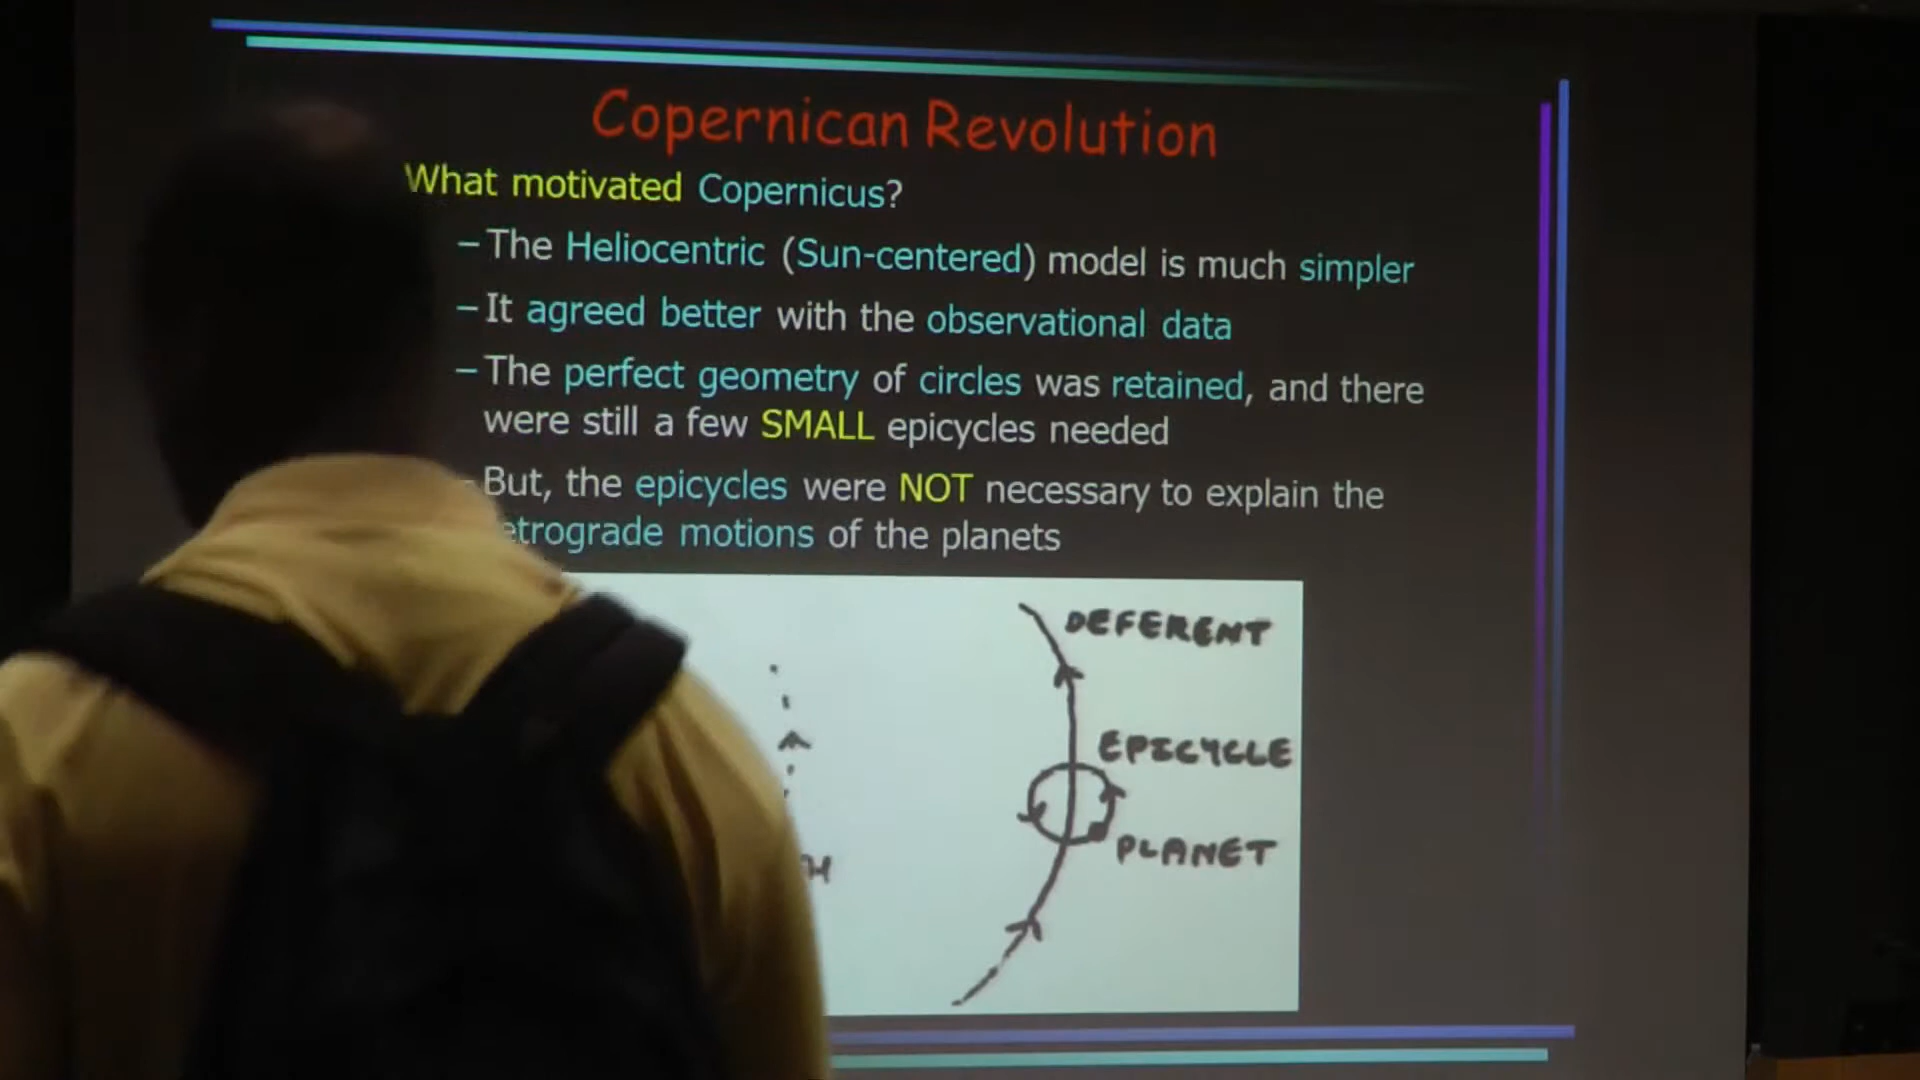 Copernican Revolution
What motivated Copernicus?
– The Heliocentric (Sun-centered) model is much simpler
– It agreed better with the observational data
– The perfect geometry of circles was retained, and there
were still a few SMALL epicycles needed
- But, the epicycles were NOT necessary to explain the
etrograde motions of the planets
DEFERENT
EPICYCLE
PLANET
H